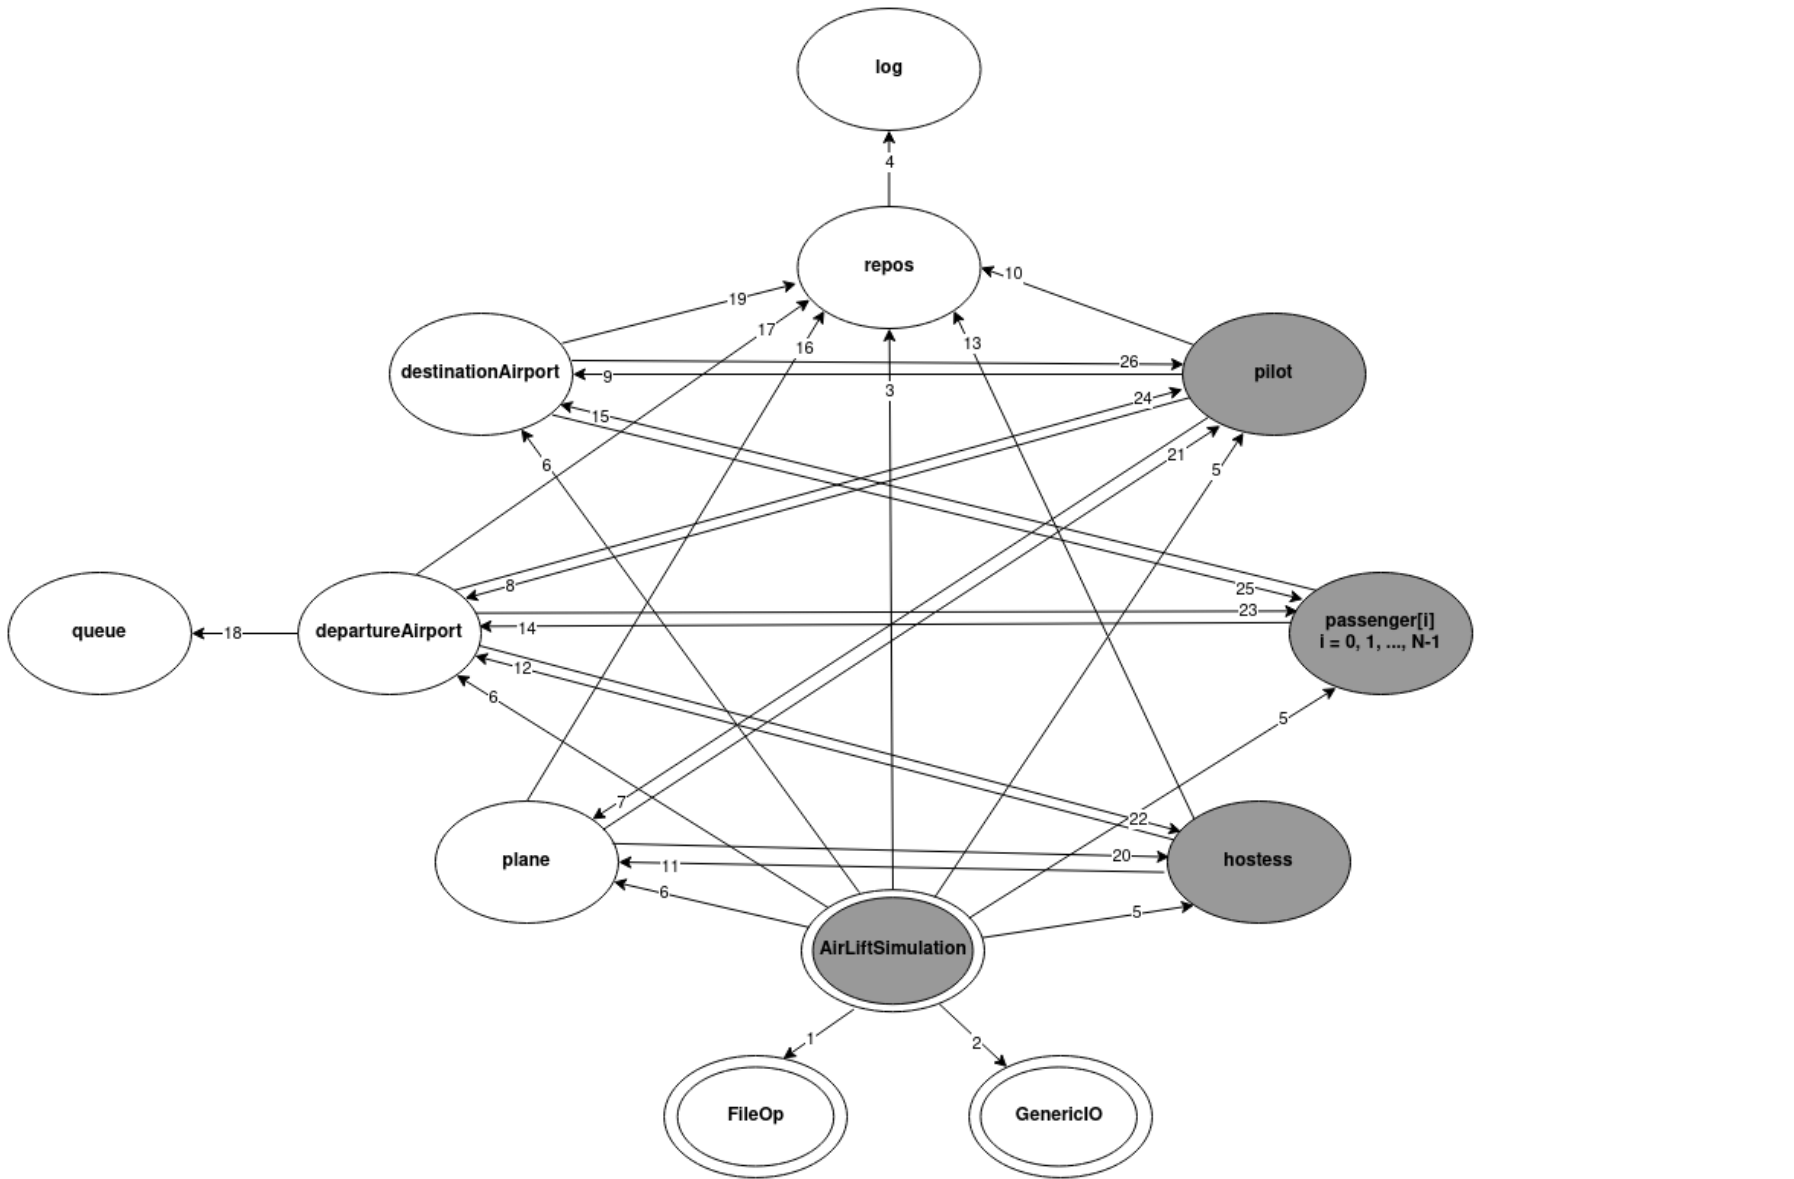 log
4
repos
10
19
17
16
13
destinationAirport
26
9
3
pilot
24
15
21
6
5
8
25
23
queue
18
departureAirport
14
passenger[i]
i = 0, 1, ..., N-1
12
6
5
7
22
plane
20
11
hostess
6
5
AirLiftSimulation
1
2
FileOp
GenericIO